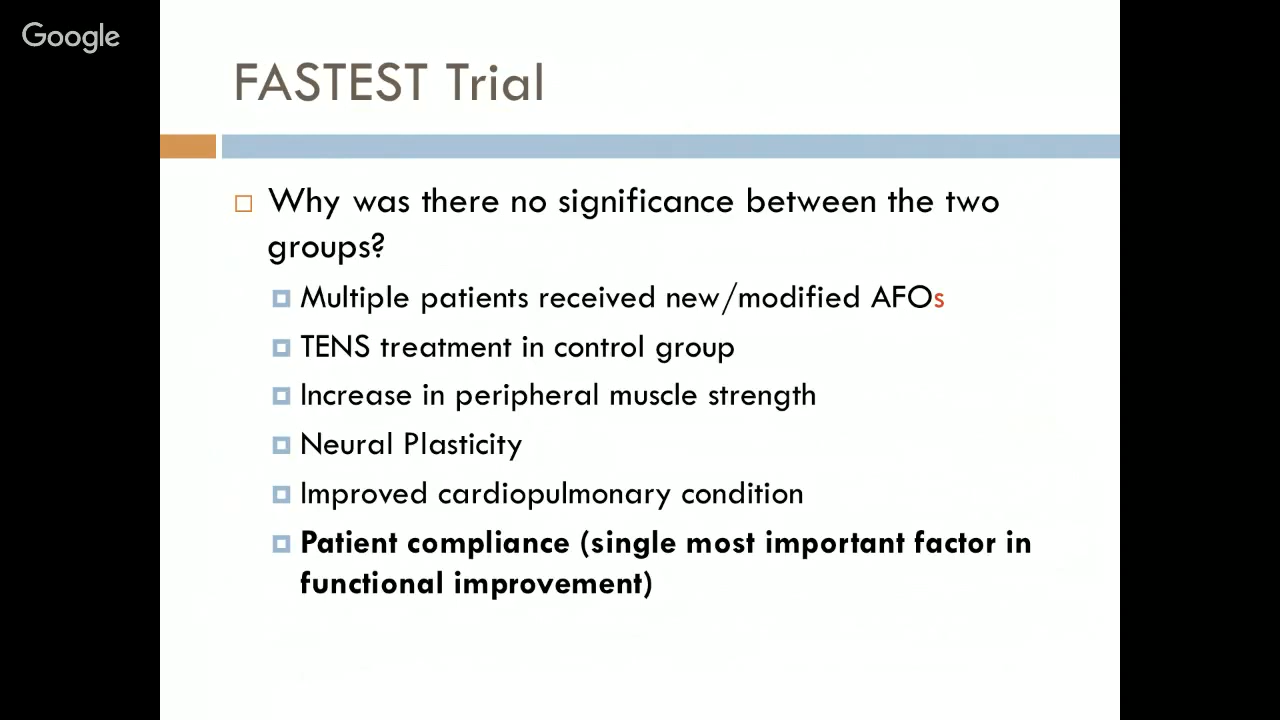 Google
FASTEST Trial
Why was there no significance between the two
groups?
Multiple patients received new/modified AFOs
TENS treatment in control group
Increase in peripheral muscle strength
Neural Plasticity
Improved cardiopulmonary condition
Patient compliance (single most important factor in
functional improvement)